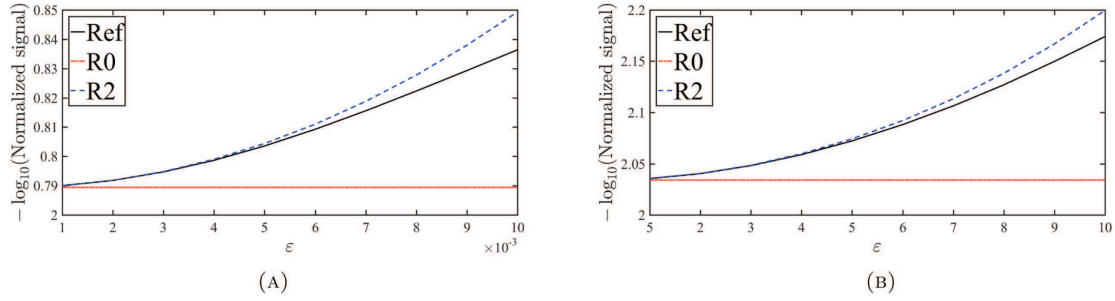 0.85
0.84
0.83
0.82
0.81
0.8
0.79
2
− log₁₀(Normalized signal)
Ref
R0
R2
1 2 3 4 5 6 7 8 9 10
×10⁻³
ε
(A)
2.2
2.15
2.1
2.05
2
− log₁₀(Normalized signal)
Ref
R0
R2
5 2 3 4 5 6 7 8 9 10
ε
(B)